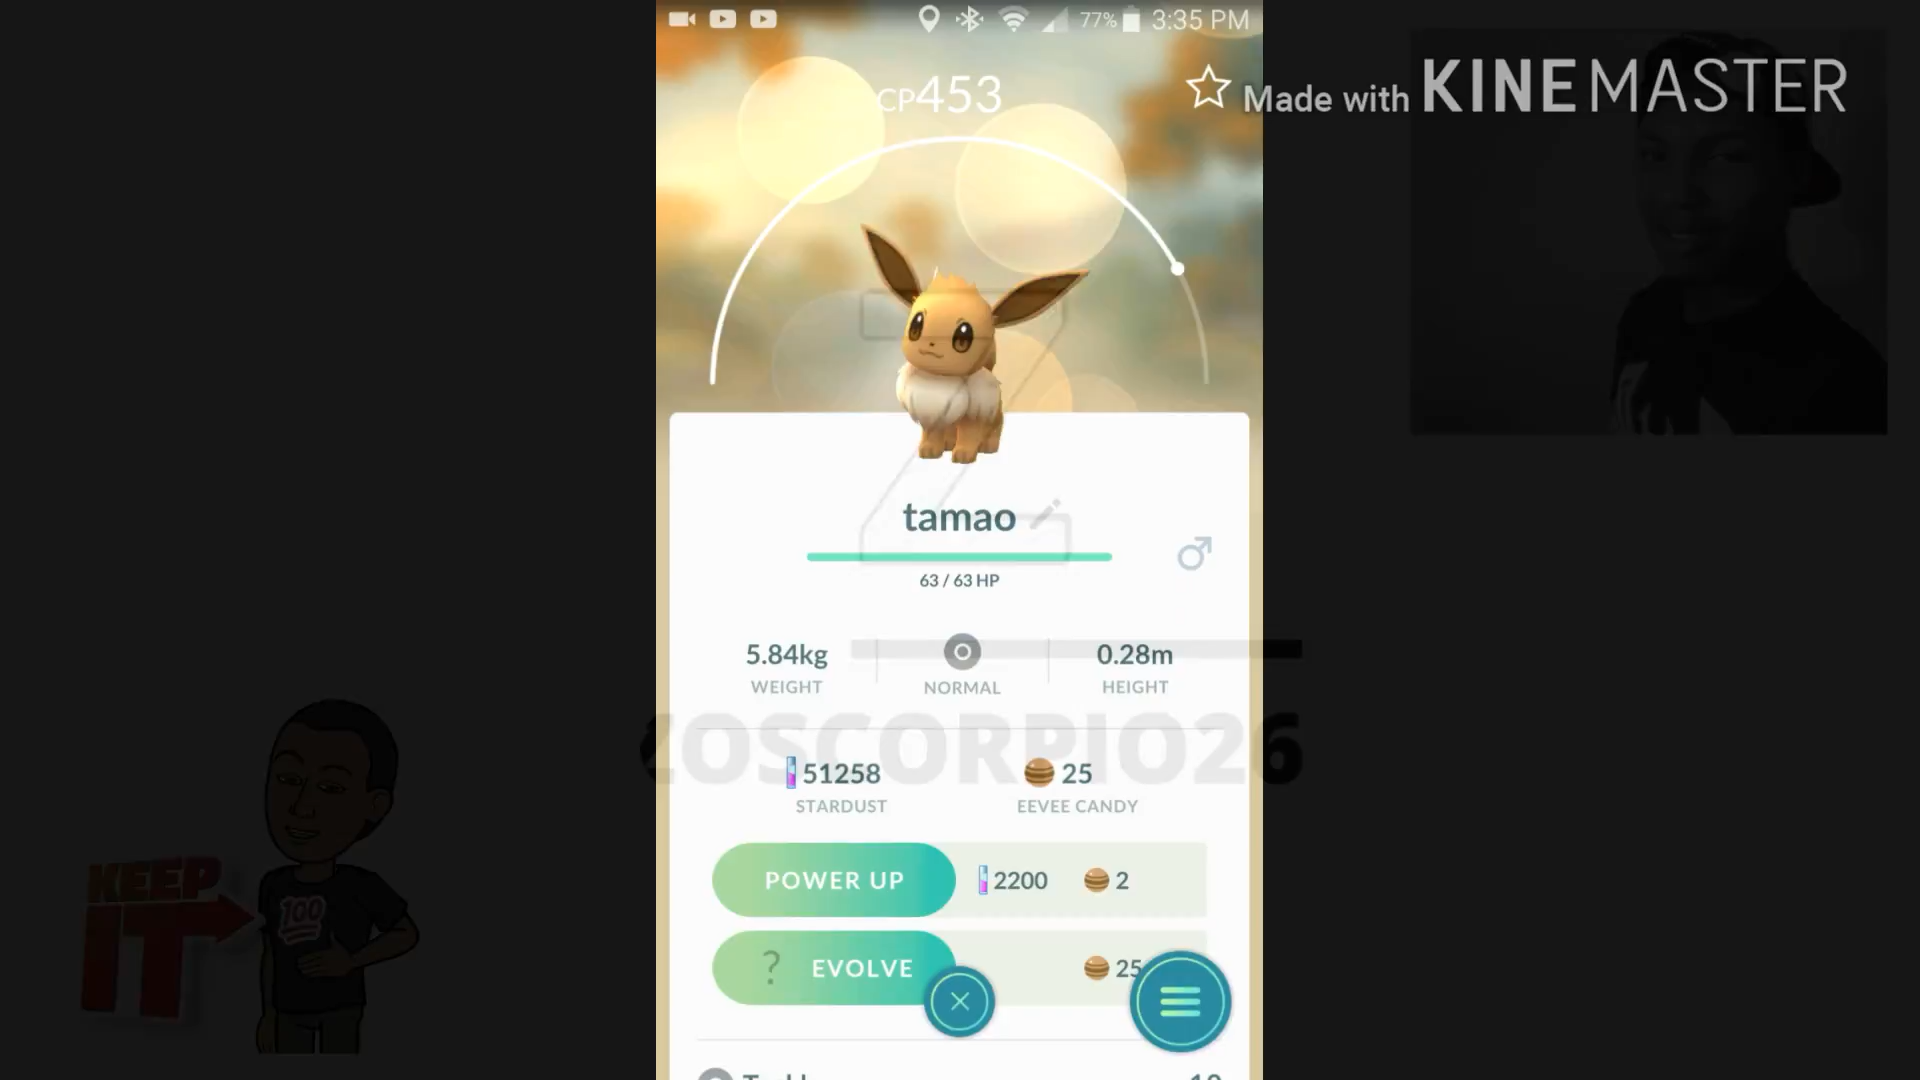 77% 3:35 PM
CP453
Made with KINEMASTER
tamao
63 / 63 HP
5.84kg
WEIGHT
NORMAL
0.28m
HEIGHT
ZOSCORPIO26
51258
STARDUST
25
EEVEE CANDY
POWER UP 2200 2
? EVOLVE 25
KEEP
IT
100